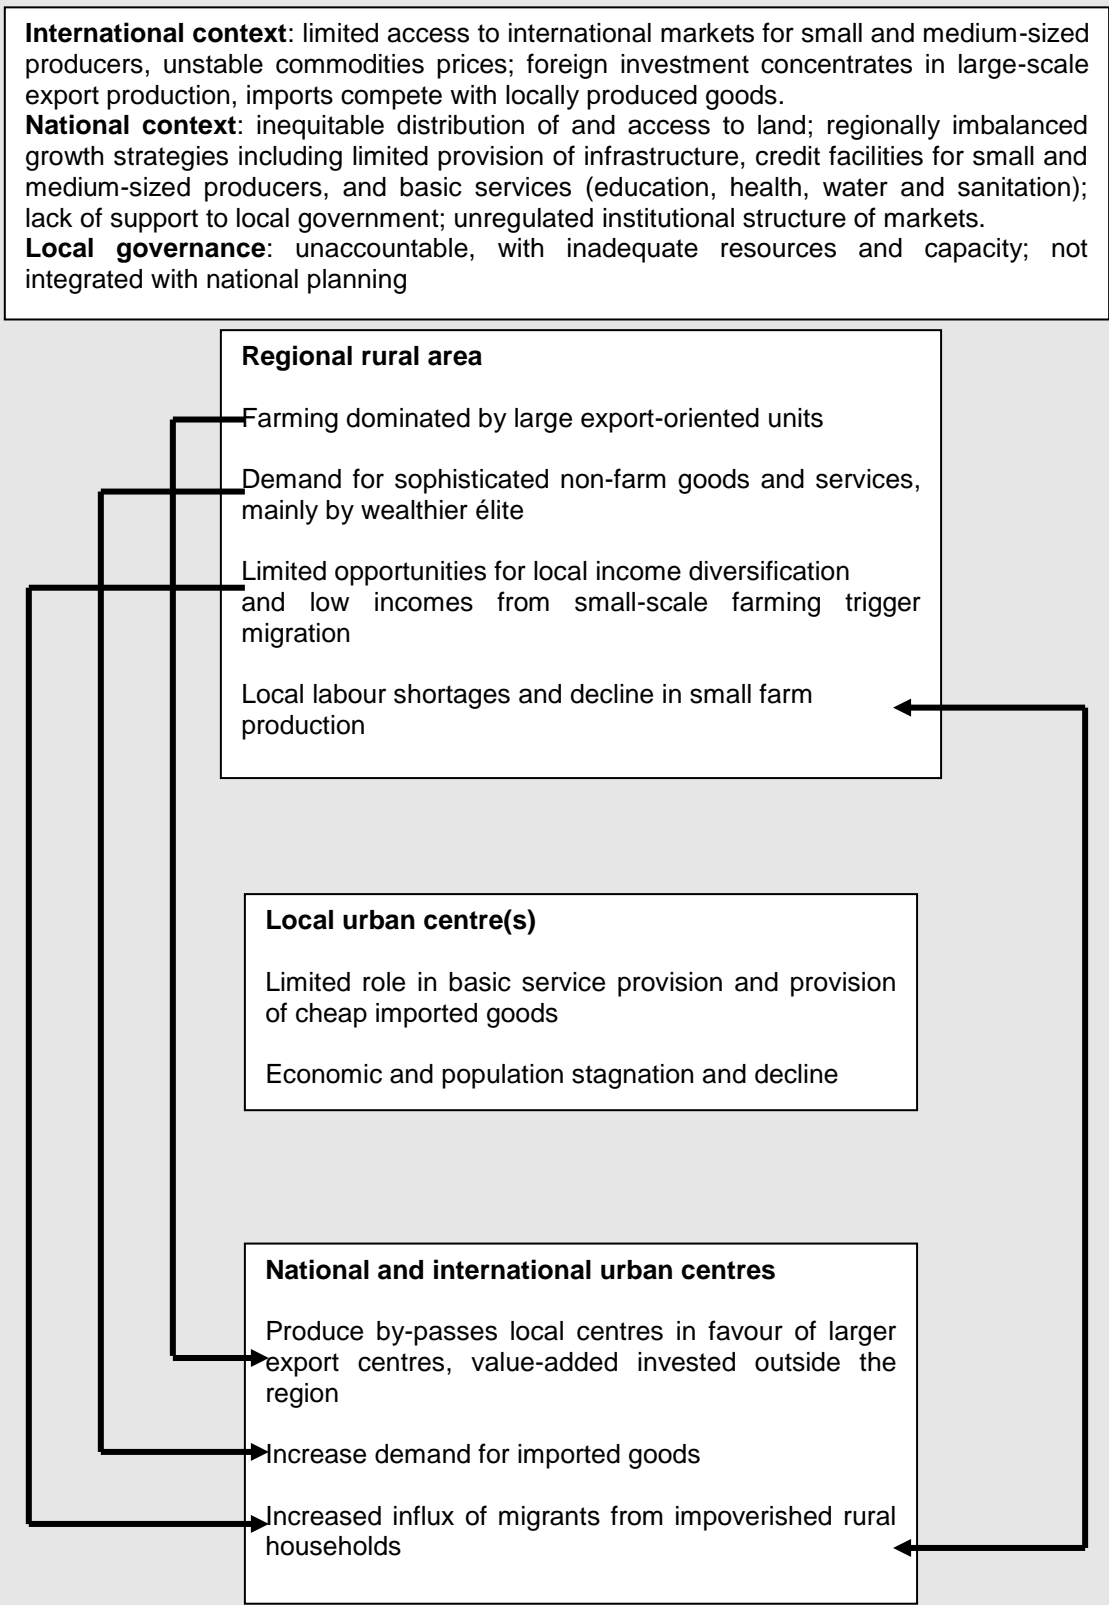 International context: limited access to international markets for small and medium-sized
producers, unstable commodities prices; foreign investment concentrates in large-scale
export production, imports compete with locally produced goods.
National context: inequitable distribution of and access to land; regionally imbalanced
growth strategies including limited provision of infrastructure, credit facilities for small and
medium-sized producers, and basic services (education, health, water and sanitation);
lack of support to local government; unregulated institutional structure of markets.
Local governance: unaccountable, with inadequate resources and capacity; not
integrated with national planning
Regional rural area
Farming dominated by large export-oriented units
Demand for sophisticated non-farm goods and services,
mainly by wealthier élite
Limited opportunities for local income diversification
and low incomes from small-scale farming trigger
migration
Local labour shortages and decline in small farm
production
Local urban centre(s)
Limited role in basic service provision and provision
of cheap imported goods
Economic and population stagnation and decline
National and international urban centres
Produce by-passes local centres in favour of larger
export centres, value-added invested outside the
region
Increase demand for imported goods
Increased influx of migrants from impoverished rural
households